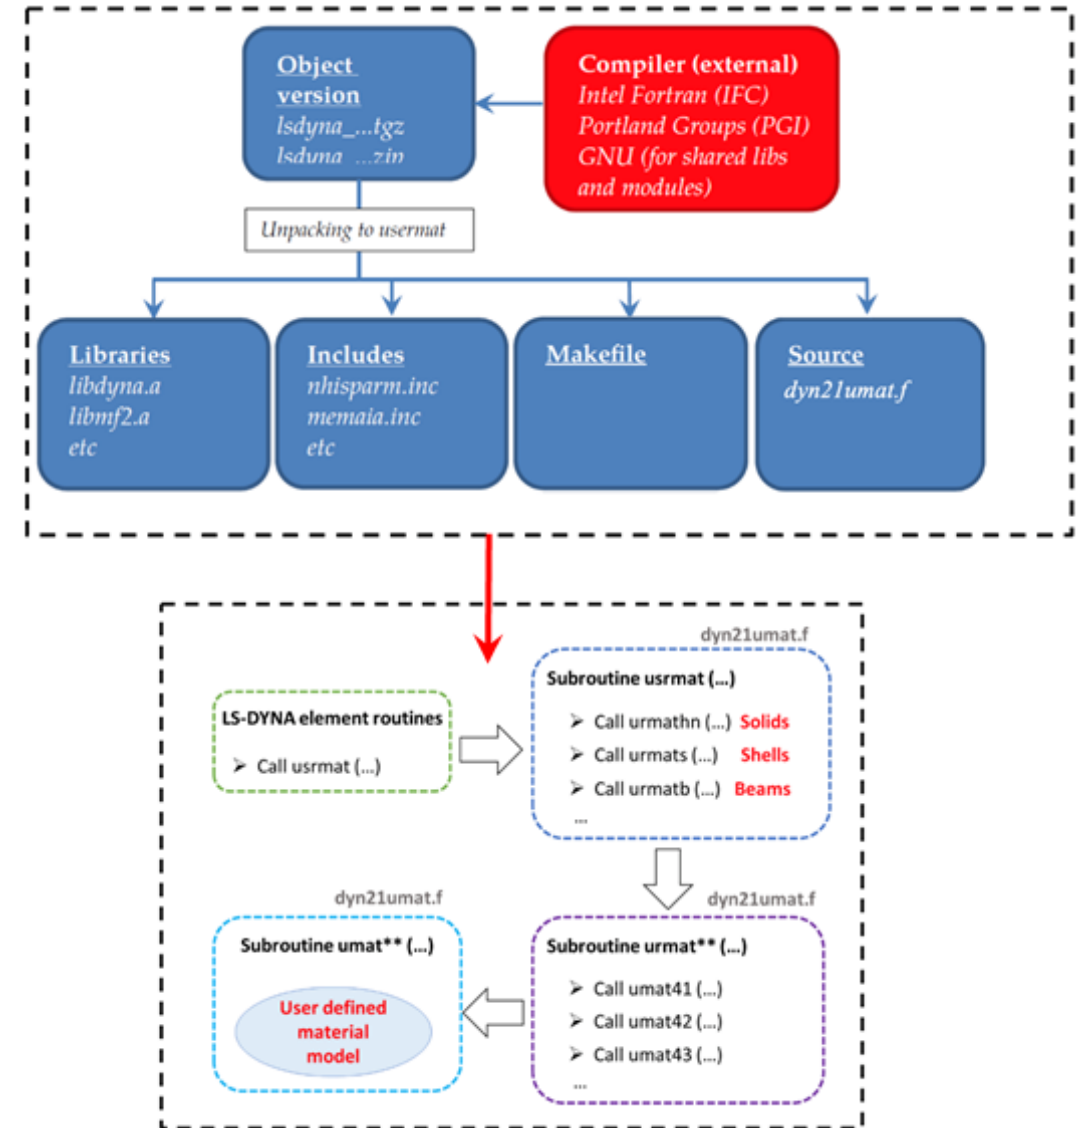 Object
version
lsdyna_...tgz
lsdyna_...zip
Compiler (external)
Intel Fortran (IFC)
Portland Groups (PGI)
GNU (for shared libs
and modules)
Unpacking to usermat
Libraries
libdyna.a
libmf2.a
etc
Includes
nhisparm.inc
memaia.inc
etc
Makefile
Source
dyn21umat.f
dyn21umat.f
LS-DYNA element routines
➢ Call usrmat (...)
Subroutine usrmat (...)
➢ Call urmathn (...) Solids
➢ Call urmats (...) Shells
➢ Call urmatb (...) Beams
...
dyn21umat.f
Subroutine urmat** (...)
➢ Call umat41 (...)
➢ Call umat42 (...)
➢ Call umat43 (...)
...
dyn21umat.f
Subroutine umat** (...)
User defined
material
model